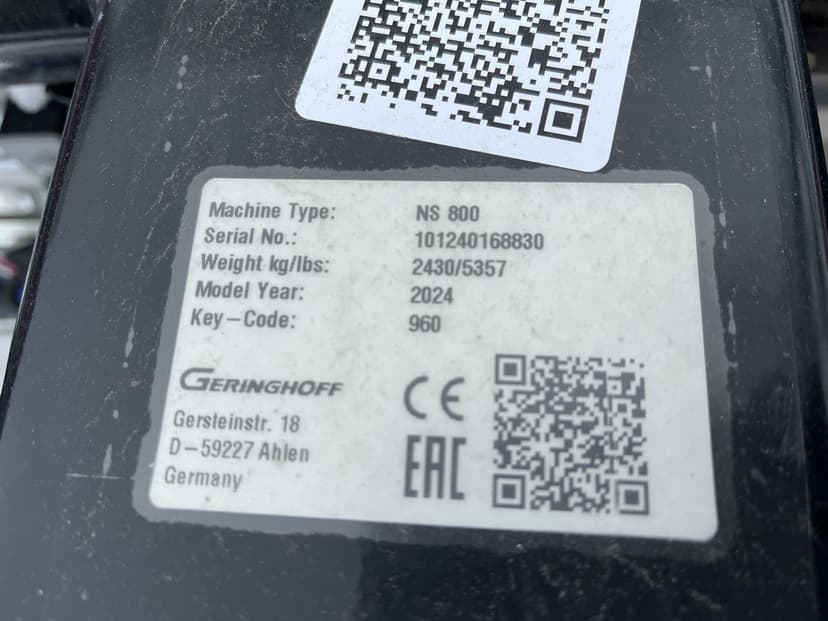 Machine Type: NS 800
Serial No.: 101240168830
Weight kg/lbs: 2430/5357
Model Year: 2024
Key-Code: 960
GERINGHOFF
Gersteinstr. 18
D-59227 Ahlen
Germany
CE
EAC